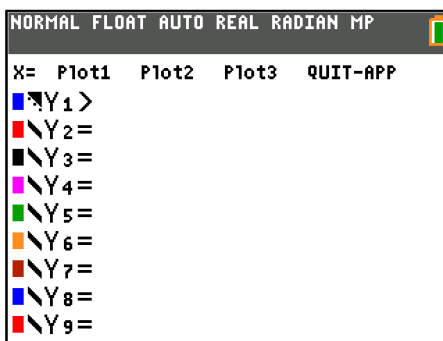 NORMAL FLOAT AUTO REAL RADIAN MP
X= Plot1 Plot2 Plot3 QUIT-APP
Y1>
Y2=
Y3=
Y4=
Y5=
Y6=
Y7=
Y8=
Y9=